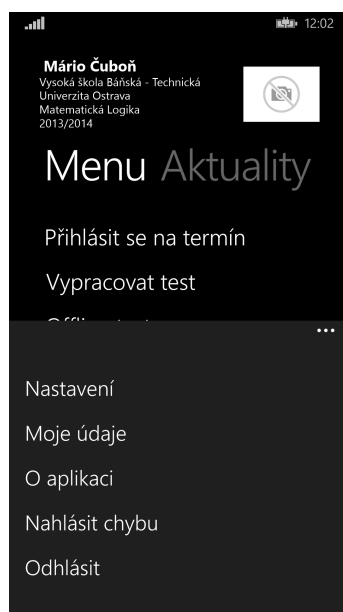 12:02
Mário Čuboň
Vysoká škola Báňská - Technická
Univerzita Ostrava
Matematická Logika
2013/2014
Menu Aktuality
Přihlásit se na termín
Vypracovat test
Nastavení
Moje údaje
O aplikaci
Nahlásit chybu
Odhlásit